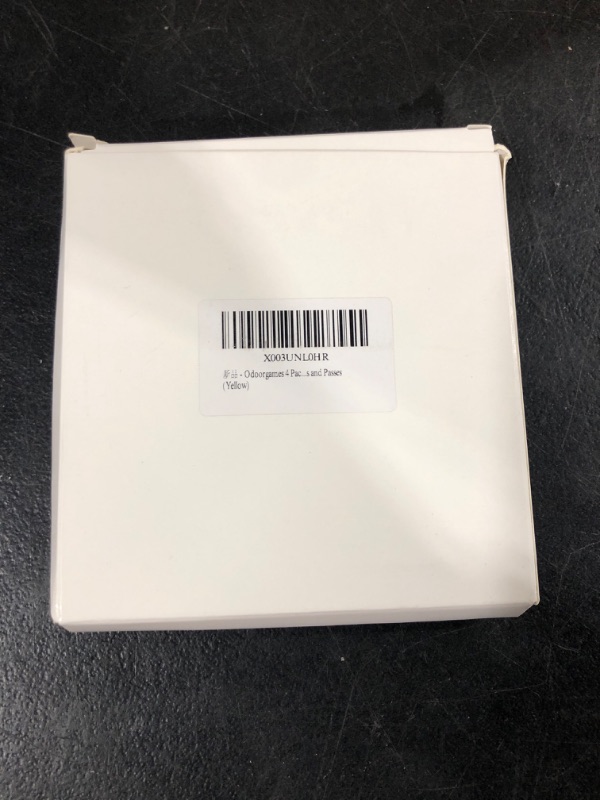 X003UNL0HR
新品 - Odoorgames 4 Pac...s and Passes
(Yellow)